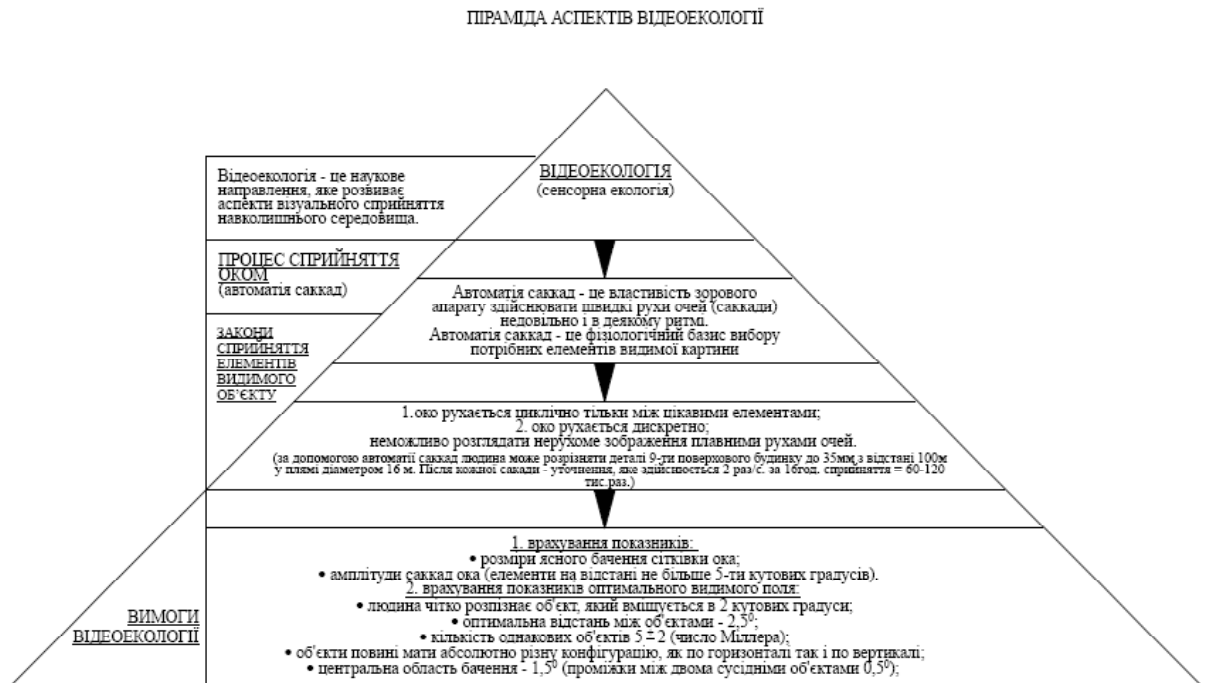 ПІРАМІДА АСПЕКТІВ ВІДЕОЕКОЛОГІЇ
ВІДЕОЕКОЛОГІЯ
(сенсорна екологія)
Відеоекологія - це наукове
направлення, яке розвиває
аспекти візуального сприйняття
навколишнього середовища.
ПРОЦЕС СПРИЙНЯТТЯ
ОКОМ
(автоматія саккад)
Автоматія саккад - це властивість зорового
апарату здійснювати швидкі рухи очей (саккади)
недовільно і в деякому ритмі.
Автоматія саккад - це фізіологічний базис вибору
потрібних елементів видимої картини
ЗАКОНИ
СПРИЙНЯТТЯ
ЕЛЕМЕНТІВ
ВИДИМОГО
ОБ'ЄКТУ
1.око рухається циклічно тільки між цікавими елементами;
2. око рухається дискретно;
неможливо розглядати нерухоме зображення плавними рухами очей.
(за допомогою автоматії саккад людина може розрізняти деталі 9-ти поверхового будинку до 35мм з відстані 100м
у плямі діаметром 16 м. Після кожної сакади - уточнення, яке здійснюється 2 раз/с. за 16год. сприйняття = 60-120
тис.раз.)
ВИМОГИ
ВІДЕОЕКОЛОГІЇ
1. врахування показників:
• розміри ясного бачення сітківки ока;
• амплітуди саккад ока (елементи на відстані не більше 5-ти кутових градусів).
2. врахування показників оптимального видимого поля:
• людина чітко розпізнає об'єкт, який вміщується в 2 кутових градуси;
• оптимальна відстань між об'єктами - 2,5⁰;
• кількість однакових об'єктів 5 ± 2 (число Міллера);
• об'єкти повині мати абсолютно різну конфігурацію, як по горизонталі так і по вертикалі;
• центральна область бачення - 1,5⁰ (проміжки між двома сусідніми об'єктами 0,5⁰);